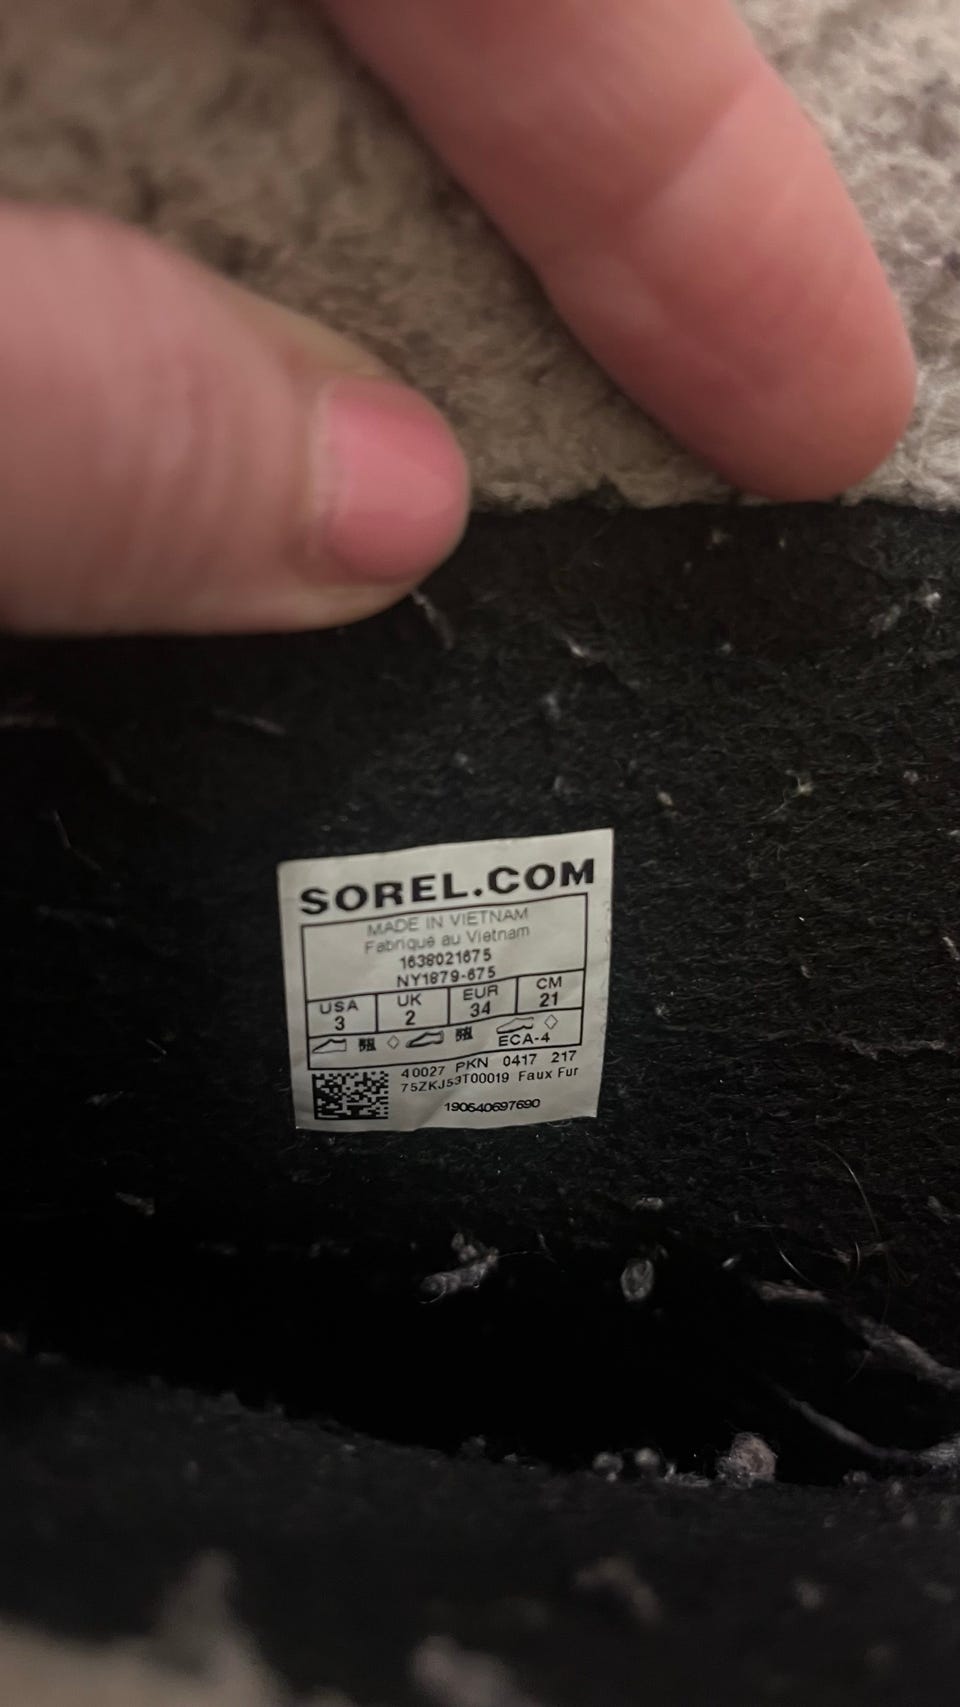 SOREL.COM
MADE IN VIETNAM
Fabriqué au Vietnam
1638021675
NY1879-675
USA UK EUR CM
3 2 34 21
ECA-4
40027 PKN 0417 217
75ZKJ53T00019 Faux Fur
190540697690